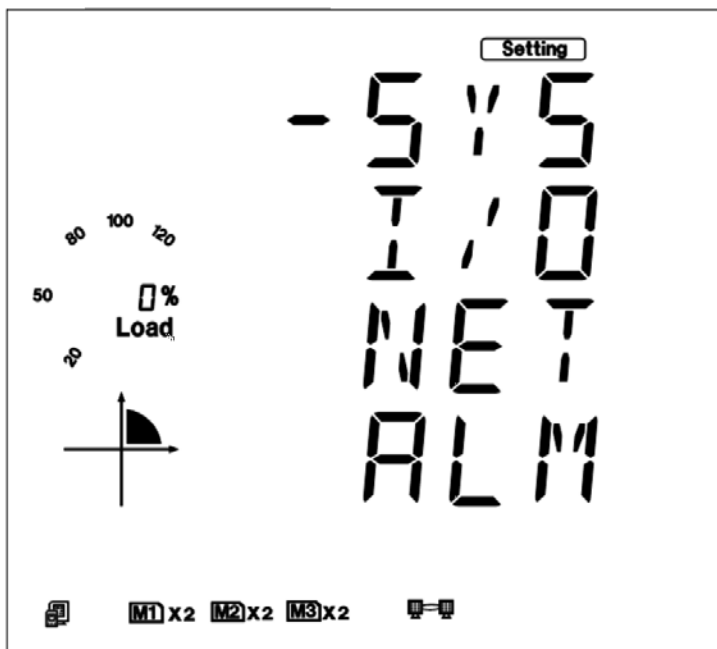 Setting
- SYS
I/O
NET
ALM
100
80
120
50
0%
Load
20
M1 X2 M2 X2 M3 X2